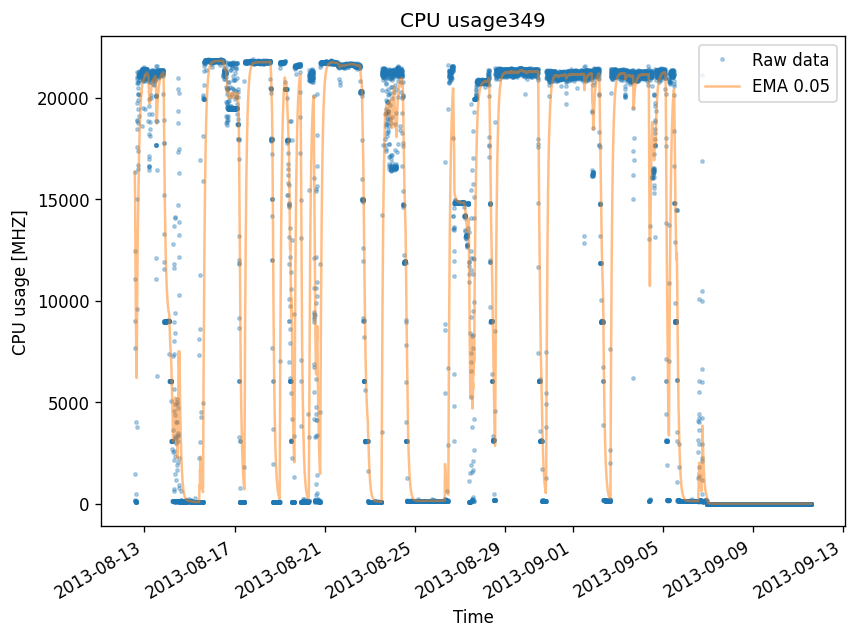 CPU usage349
Raw data
EMA 0.05
CPU usage [MHZ]
20000
15000
10000
5000
0
2013-08-13
2013-08-17
2013-08-21
2013-08-25
2013-08-29
2013-09-01
2013-09-05
2013-09-09
2013-09-13
Time